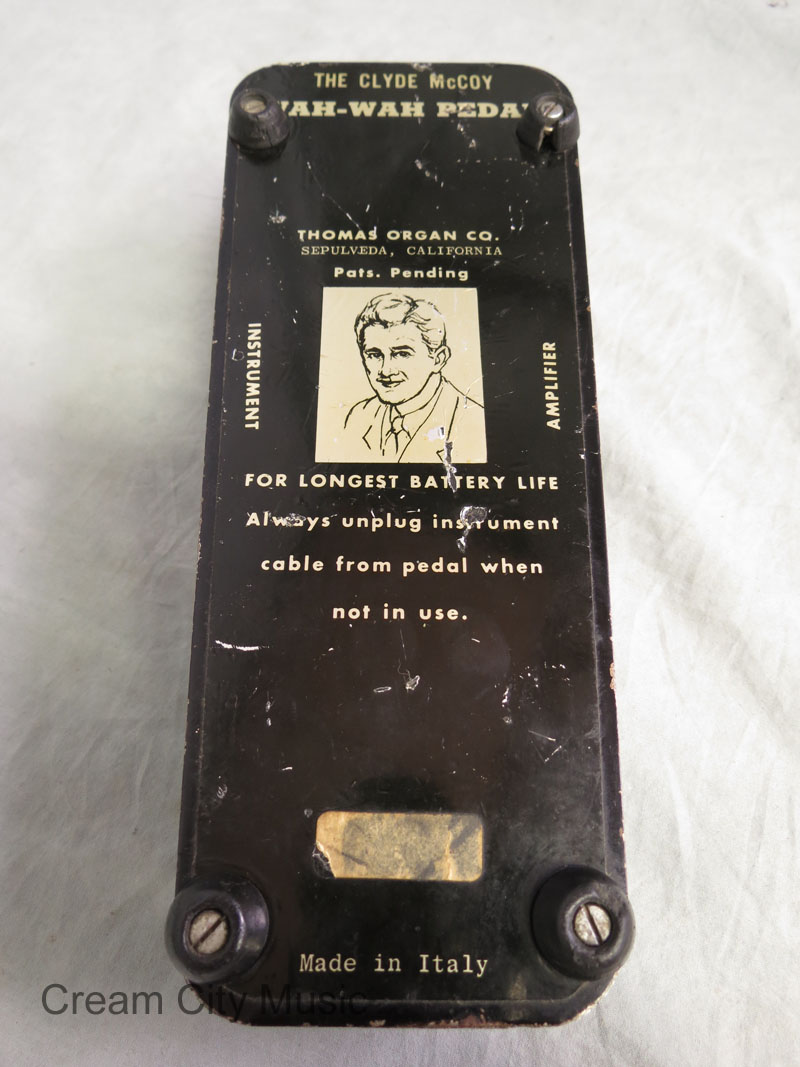 THE CLYDE McCOY
WAH-WAH PEDAL
THOMAS ORGAN CO.
SEPULVEDA, CALIFORNIA
Pats. Pending
INSTRUMENT
AMPLIFIER
FOR LONGEST BATTERY LIFE
Always unplug instrument
cable from pedal when
not in use.
Made in Italy
Cream City Music